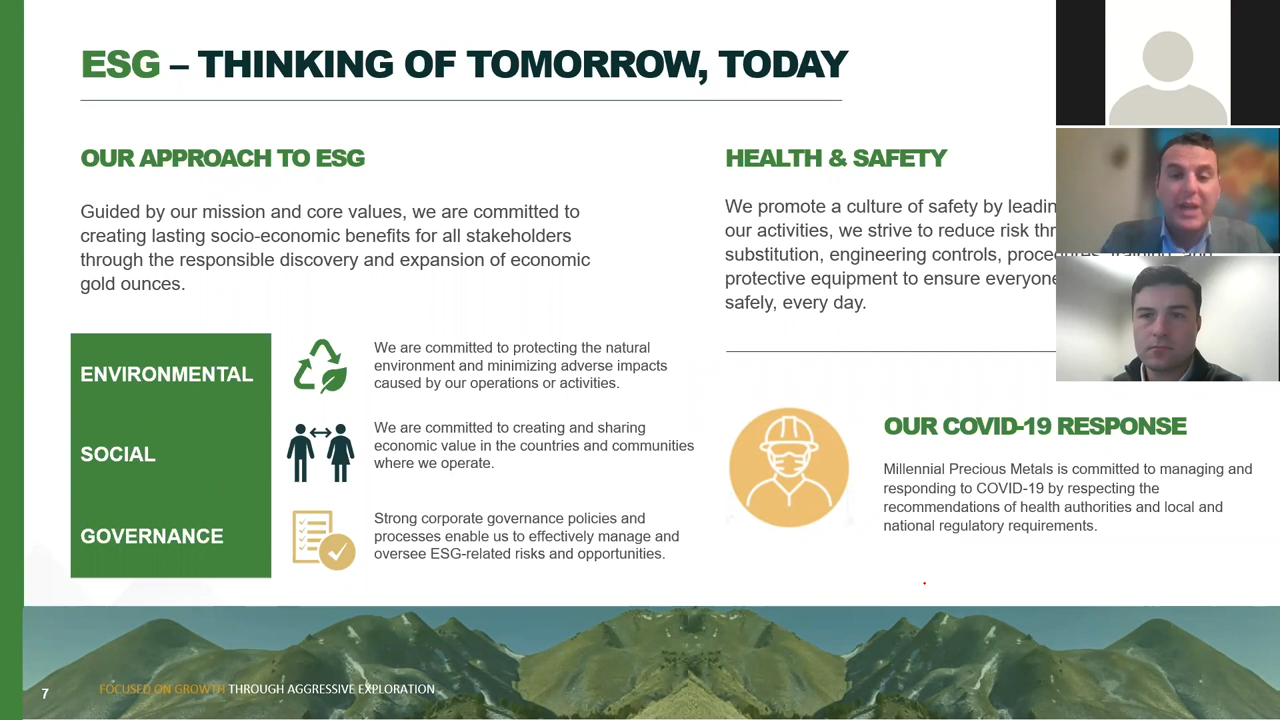 ESG – THINKING OF TOMORROW, TODAY
OUR APPROACH TO ESG
Guided by our mission and core values, we are committed to
creating lasting socio-economic benefits for all stakeholders
through the responsible discovery and expansion of economic
gold ounces.
ENVIRONMENTAL
We are committed to protecting the natural
environment and minimizing adverse impacts
caused by our operations or activities.
SOCIAL
We are committed to creating and sharing
economic value in the countries and communities
where we operate.
GOVERNANCE
Strong corporate governance policies and
processes enable us to effectively manage and
oversee ESG-related risks and opportunities.
HEALTH & SAFETY
We promote a culture of safety by
our activities, we strive to reduce risk
substitution, engineering controls, procedures, training, and
protective equipment to ensure everyone
safely, every day.
OUR COVID-19 RESPONSE
Millennial Precious Metals is committed to managing and
responding to COVID-19 by respecting the
recommendations of health authorities and local and
national regulatory requirements.
7
FOCUSED ON GROWTH THROUGH AGGRESSIVE EXPLORATION